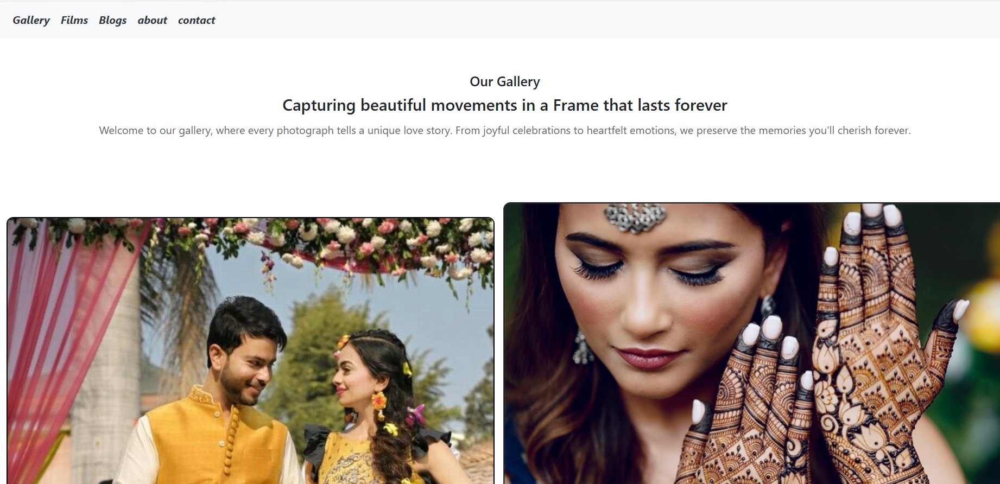 Gallery Films Blogs about contact
Our Gallery
Capturing beautiful movements in a Frame that lasts forever
Welcome to our gallery, where every photograph tells a unique love story. From joyful celebrations to heartfelt emotions, we preserve the memories you'll cherish forever.